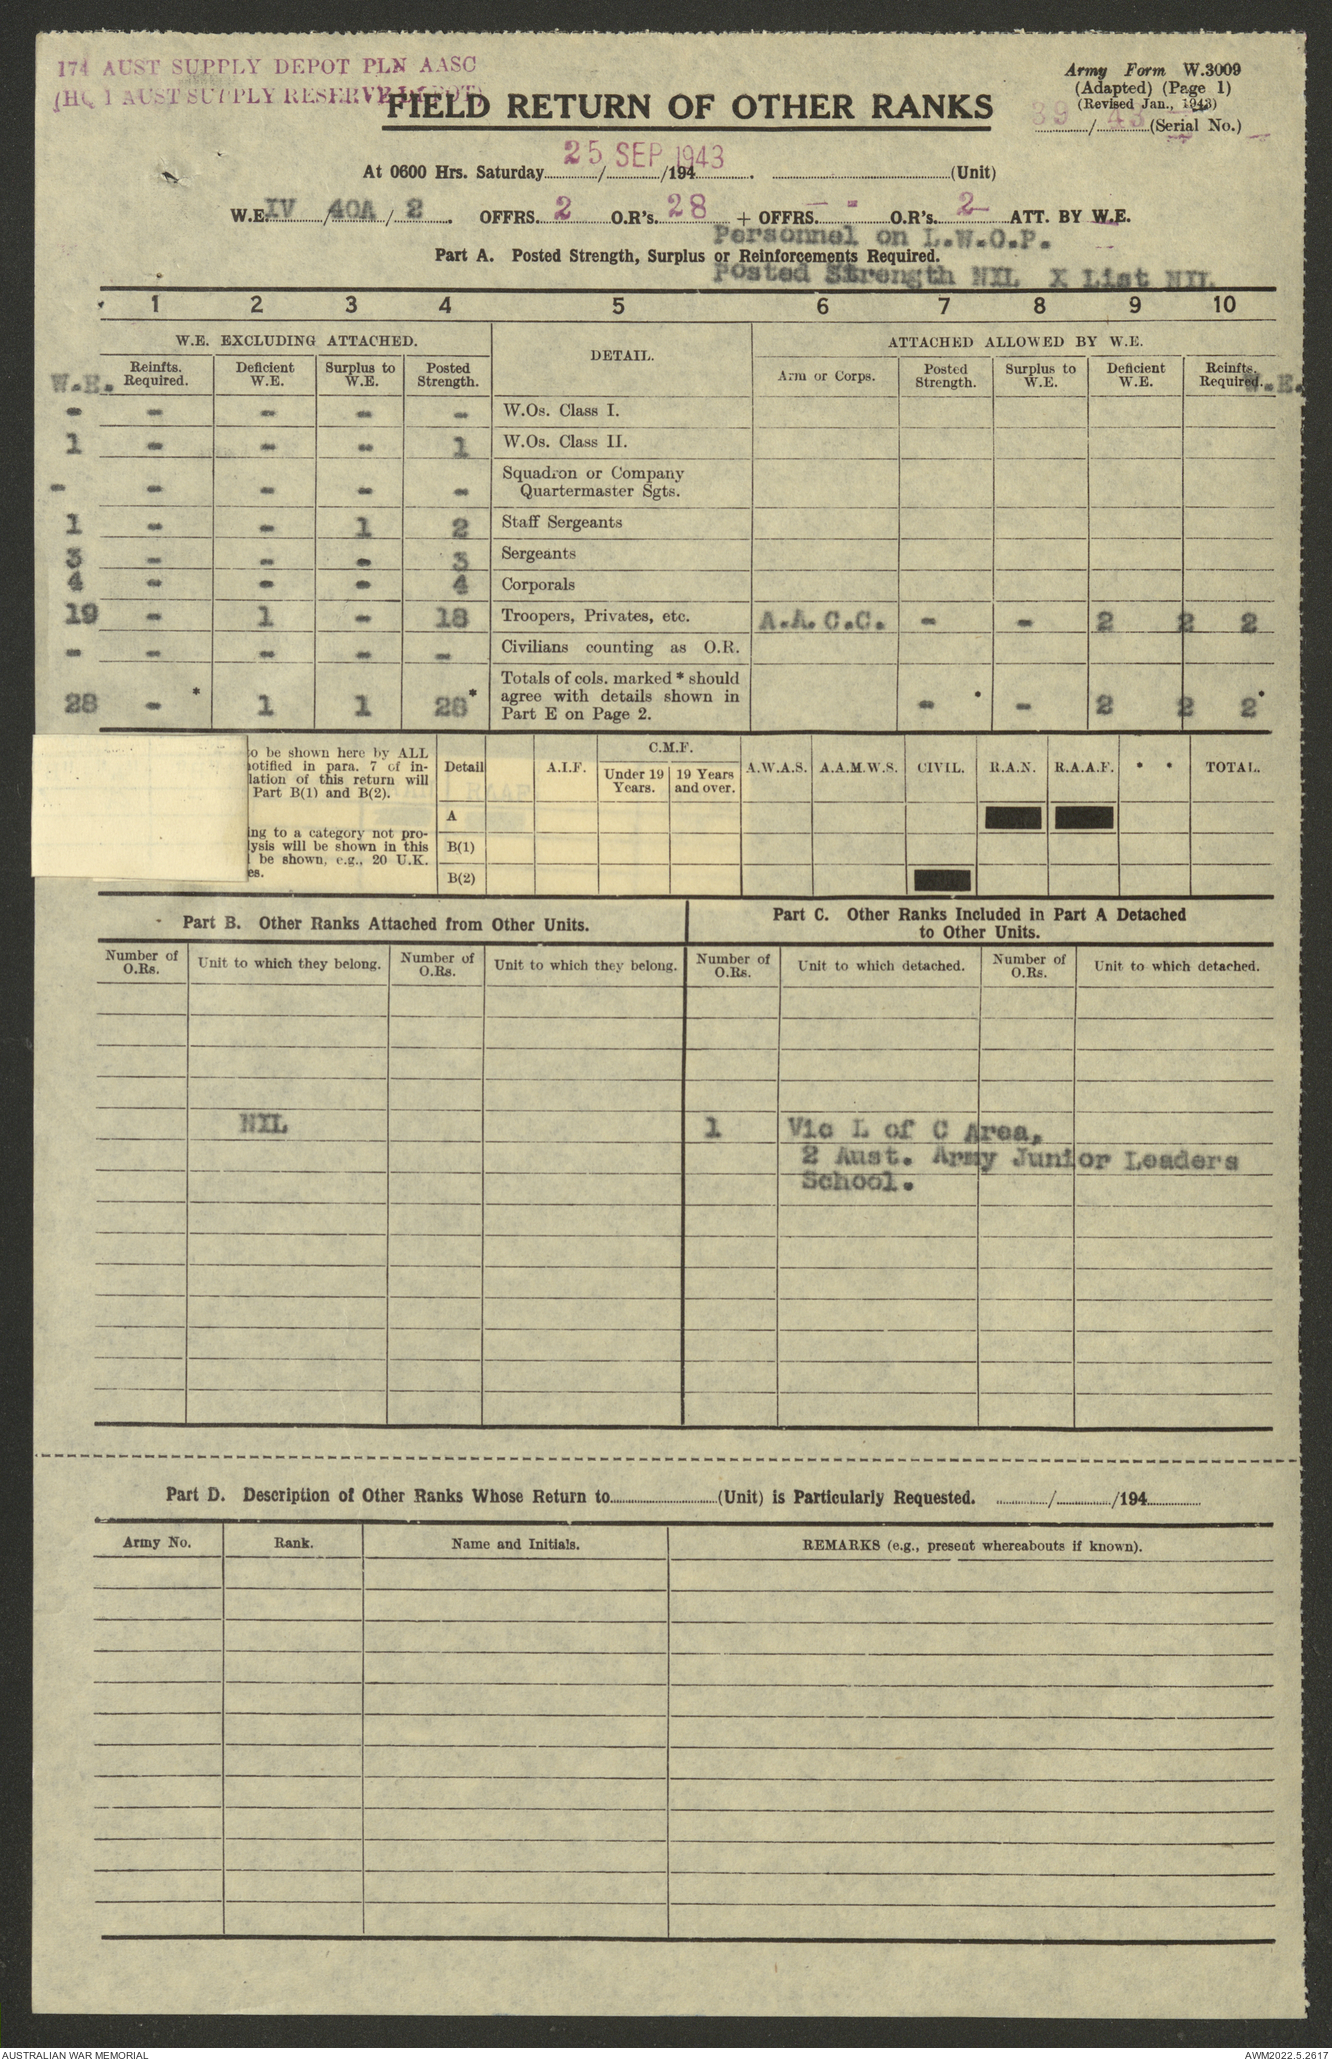 174 AUST SUPPLY DEPOT PLN AASC
(HQ 1 AUST SUPPLY RESERVE DEPOT)
Army Form W.3009
(Adapted) (Page 1)
(Revised Jan., 1943)
39/43(Serial No.)
FIELD RETURN OF OTHER RANKS
At 0600 Hrs. Saturday 25 SEP 1943 / /194 . (Unit)
W.E. IV / 40A / 2 . OFFRS. 2 O.R's. 28 + OFFRS. - O.R's. 2 ATT. BY W.E.
Personnel on L.W.O.P.
Part A. Posted Strength, Surplus or Reinforcements Required.
Posted Strength NIL X List NIL
1 2 3 4 5 6 7 8 9 10
W.E. EXCLUDING ATTACHED. DETAIL. ATTACHED ALLOWED BY W.E.
W.E. Reinfts. Required. Deficient W.E. Surplus to W.E. Posted Strength. Arm or Corps. Posted Strength. Surplus to W.E. Deficient W.E. Reinfts. Required. W.E.
- - - - - W.Os. Class I.
1 - - - 1 W.Os. Class II.
- - - - - Squadron or Company
Quartermaster Sgts.
1 - - 1 2 Staff Sergeants
3 - - - 3 Sergeants
4 - - - 4 Corporals
19 - 1 - 18 Troopers, Privates, etc. A.A.C.C. - - 2 2 2
- - - - - Civilians counting as O.R.
28 - * 1 1 28 * Totals of cols. marked * should
agree with details shown in
Part E on Page 2. - * - 2 2 2 *
to be shown here by ALL
notified in para. 7 of in-
lation of this return will
Part B(1) and B(2).
ing to a category not pro-
ysis will be shown in this
be shown, e.g., 20 U.K.
es.
Detail A.I.F. C.M.F. Under 19 Years. 19 Years and over. A.W.A.S. A.A.M.W.S. CIVIL. R.A.N. R.A.A.F. * * TOTAL.
A
B(1)
B(2)
Part B. Other Ranks Attached from Other Units.
Part C. Other Ranks Included in Part A Detached
to Other Units.
Number of O.Rs. Unit to which they belong. Number of O.Rs. Unit to which they belong. Number of O.Rs. Unit to which detached. Number of O.Rs. Unit to which detached.
NIL 1 Vic L of C Area,
2 Aust. Army Junior Leaders
School.
Part D. Description of Other Ranks Whose Return to (Unit) is Particularly Requested. / /194
Army No. Rank. Name and Initials. REMARKS (e.g., present whereabouts if known).
AUSTRALIAN WAR MEMORIAL AWM2022.5.2617